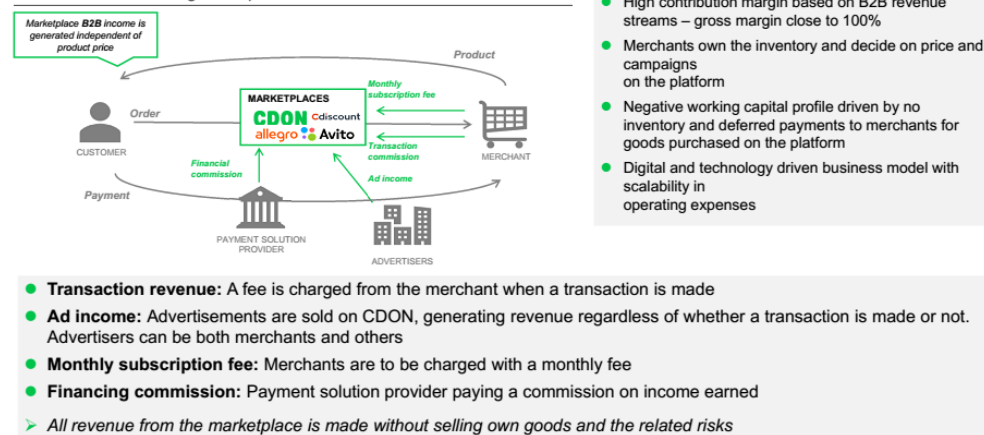 Marketplace B2B income is
generated independent of
product price
Product
Monthly
subscription fee
Order
MARKETPLACES
CDON Cdiscount
allegro Avito
CUSTOMER
MERCHANT
Transaction
commission
Financial
commission
Ad income
Payment
PAYMENT SOLUTION
PROVIDER
ADVERTISERS
High contribution margin based on B2B revenue
streams – gross margin close to 100%
Merchants own the inventory and decide on price and
campaigns
on the platform
Negative working capital profile driven by no
inventory and deferred payments to merchants for
goods purchased on the platform
Digital and technology driven business model with
scalability in
operating expenses
Transaction revenue: A fee is charged from the merchant when a transaction is made
Ad income: Advertisements are sold on CDON, generating revenue regardless of whether a transaction is made or not.
Advertisers can be both merchants and others
Monthly subscription fee: Merchants are to be charged with a monthly fee
Financing commission: Payment solution provider paying a commission on income earned
All revenue from the marketplace is made without selling own goods and the related risks